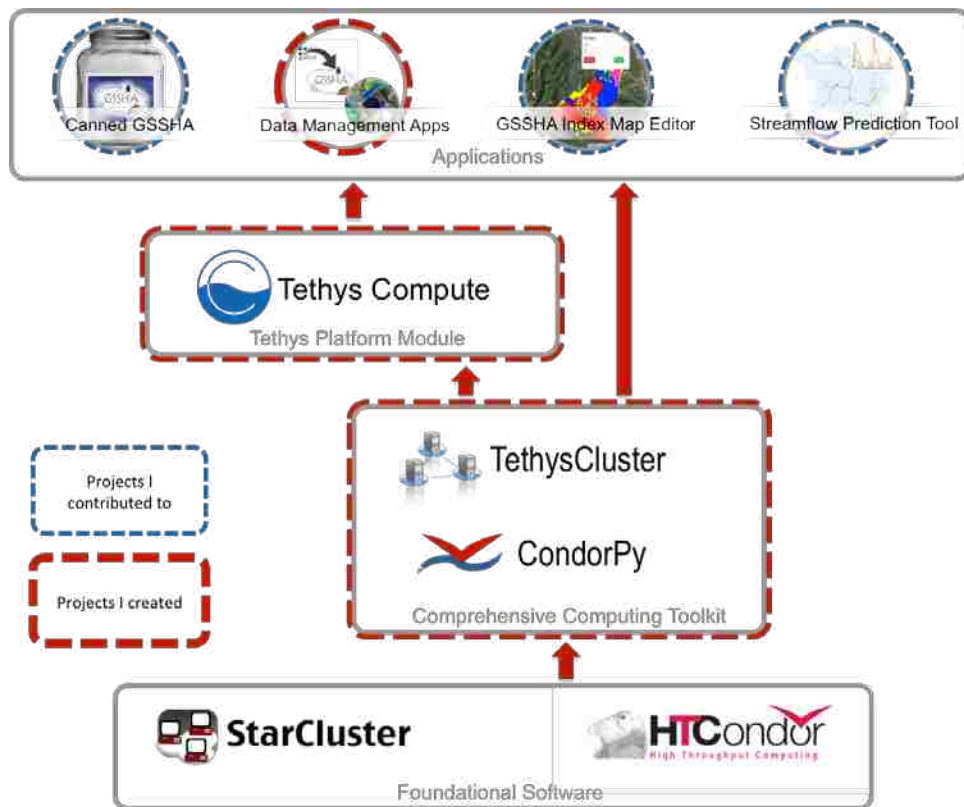 GSSHA
Canned GSSHA
Data Management Apps
GSSHA Index Map Editor
Streamflow Prediction Tool
Applications
Tethys Compute
Tethys Platform Module
TethysCluster
CondorPy
Comprehensive Computing Toolkit
Projects I
contributed to
Projects I created
StarCluster
HTCondor
High Throughput Computing
Foundational Software